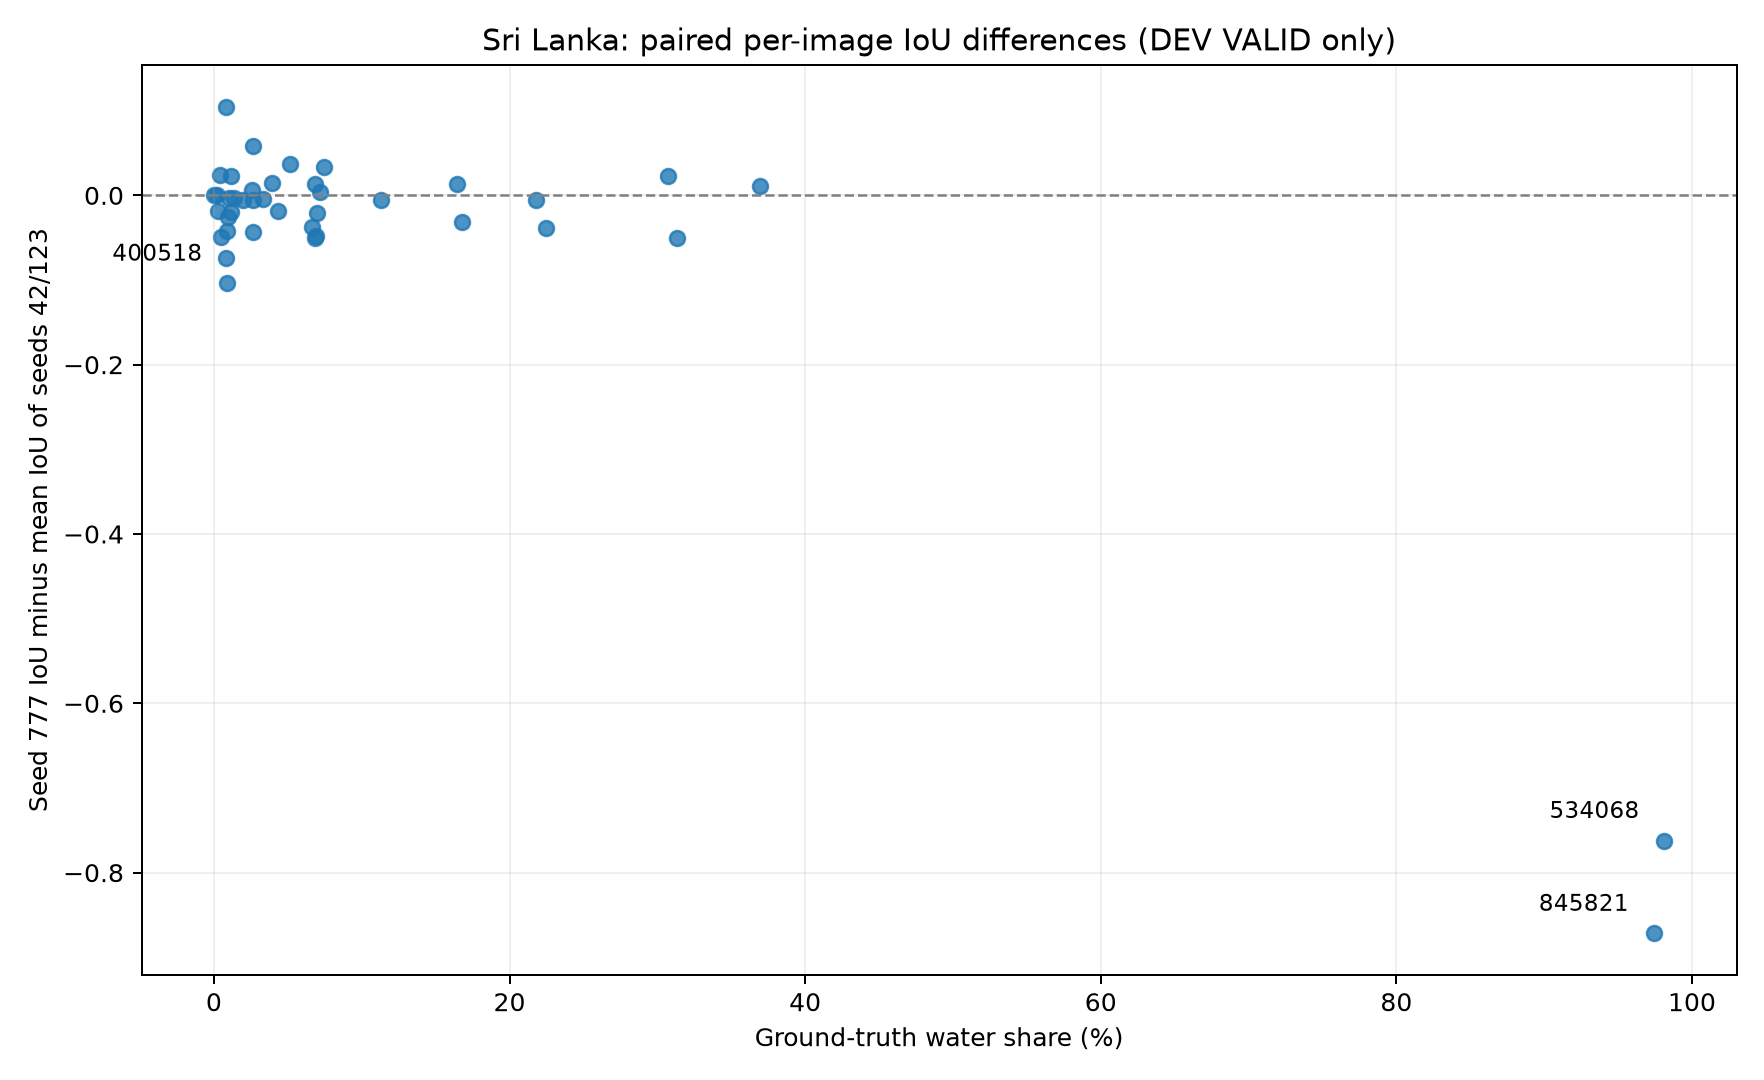 Sri Lanka: paired per-image IoU differences (DEV VALID only)
Seed 777 IoU minus mean IoU of seeds 42/123
0.0
−0.2
−0.4
−0.6
−0.8
400518
534068
845821
0 20 40 60 80 100
Ground-truth water share (%)